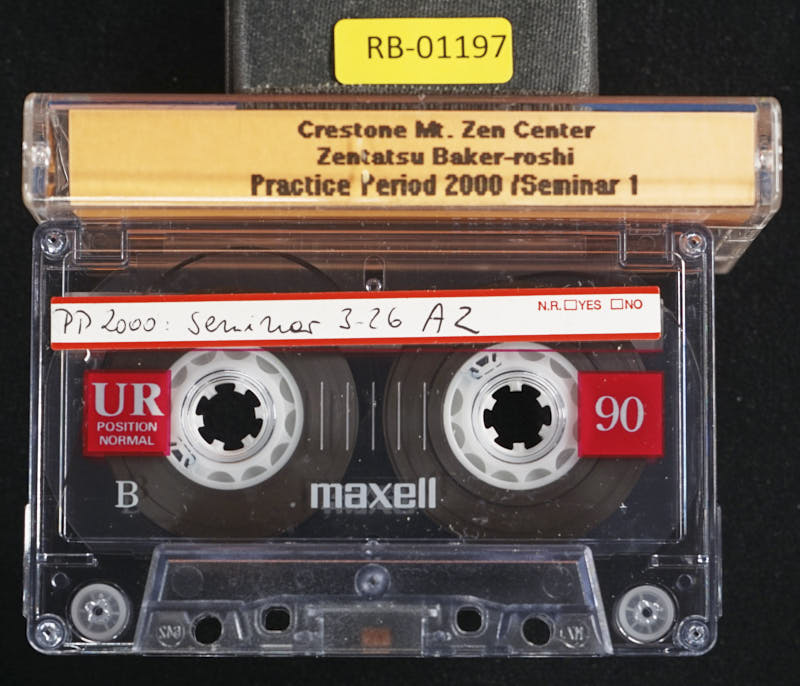 RB-01197
Crestone Mt. Zen Center
Zentatsu Baker-roshi
Practice Period 2000 /Seminar 1
PP 2000: Seminar 3-26 A2
N.R. YES NO
UR
POSITION
NORMAL
90
B
maxell